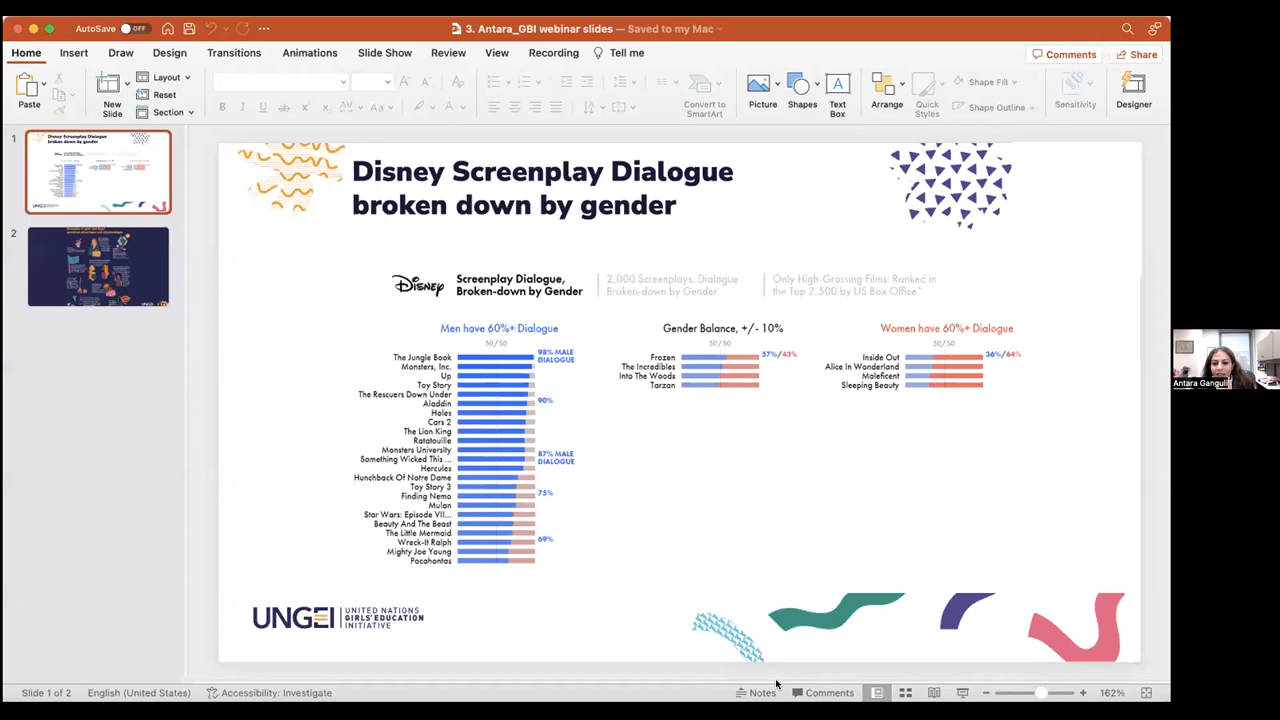 AutoSave OFF
3. Antara_GBI webinar slides — Saved to my Mac
Home Insert Draw Design Transitions Animations Slide Show Review View Recording Tell me
Comments Share
Paste
New Slide
Layout
Reset
Section
Convert to SmartArt
Picture
Shapes
Text Box
Arrange
Quick Styles
Shape Fill
Shape Outline
Sensitivity
Designer
1
2
Disney Screenplay Dialogue
broken down by gender
Disney
Screenplay Dialogue,
Broken-down by Gender
2,000 Screenplays: Dialogue
Broken-down by Gender
Only High-Grossing Films: Ranked in
the Top 2,500 by US Box Office*
Men have 60%+ Dialogue
50/50
The Jungle Book 98% MALE DIALOGUE
Monsters, Inc.
Up
Toy Story
The Rescuers Down Under
Aladdin 90%
Holes
Cars 2
The Lion King
Ratatouille
Monsters University
Something Wicked This ... 87% MALE DIALOGUE
Hercules
Hunchback Of Notre Dame
Toy Story 3
Finding Nemo 75%
Mulan
Star Wars: Episode VII...
Beauty And The Beast
The Little Mermaid
Wreck-It Ralph 69%
Mighty Joe Young
Pocahontas
Gender Balance, +/- 10%
50/50
Frozen 57%/43%
The Incredibles
Into The Woods
Tarzan
Women have 60%+ Dialogue
50/50
Inside Out 36%/64%
Alice In Wonderland
Maleficent
Sleeping Beauty
UNGEI
UNITED NATIONS
GIRLS' EDUCATION
INITIATIVE
Antara Ganguli
Slide 1 of 2 English (United States) Accessibility: Investigate
Notes Comments 162%